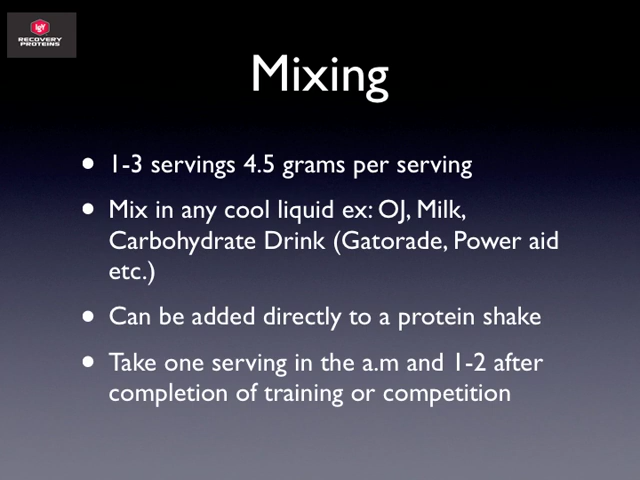 IgY
RECOVERY
PROTEINS
Mixing
• 1-3 servings 4.5 grams per serving
• Mix in any cool liquid ex: OJ, Milk,
Carbohydrate Drink (Gatorade, Power aid
etc.)
• Can be added directly to a protein shake
• Take one serving in the a.m and 1-2 after
completion of training or competition